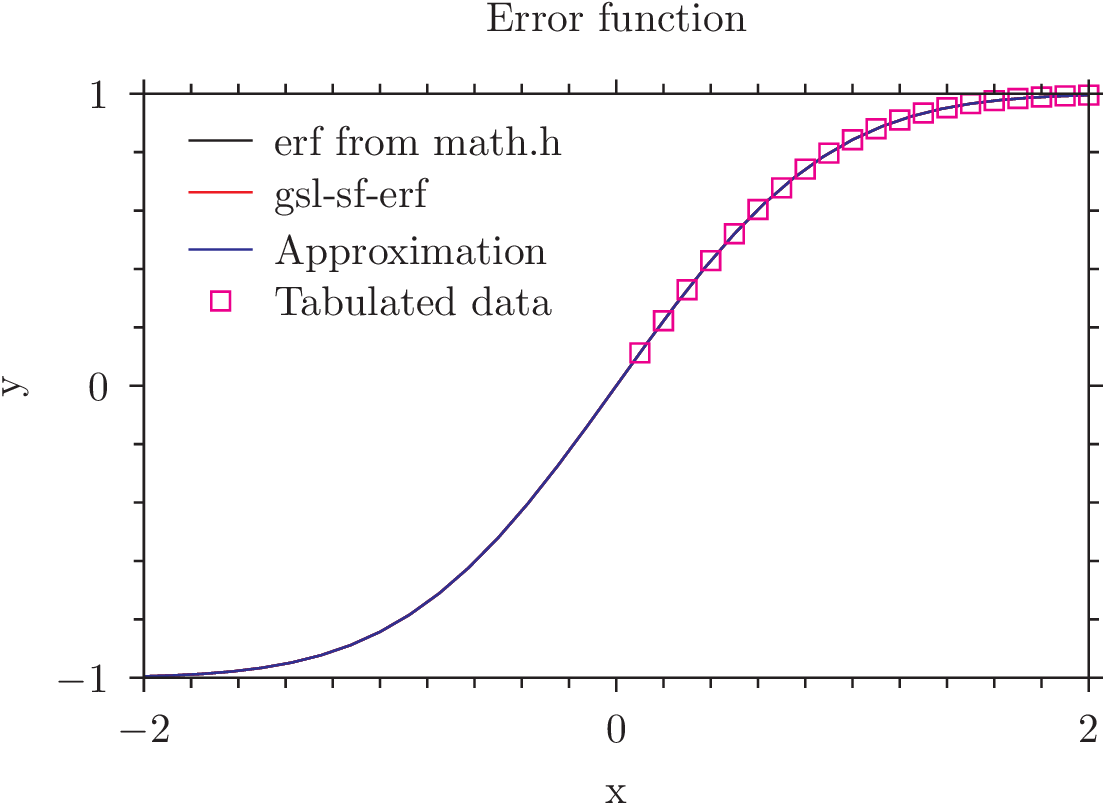 Error function
1
erf from math.h
gsl-sf-erf
Approximation
Tabulated data
y
0
−1
−2
0
2
x